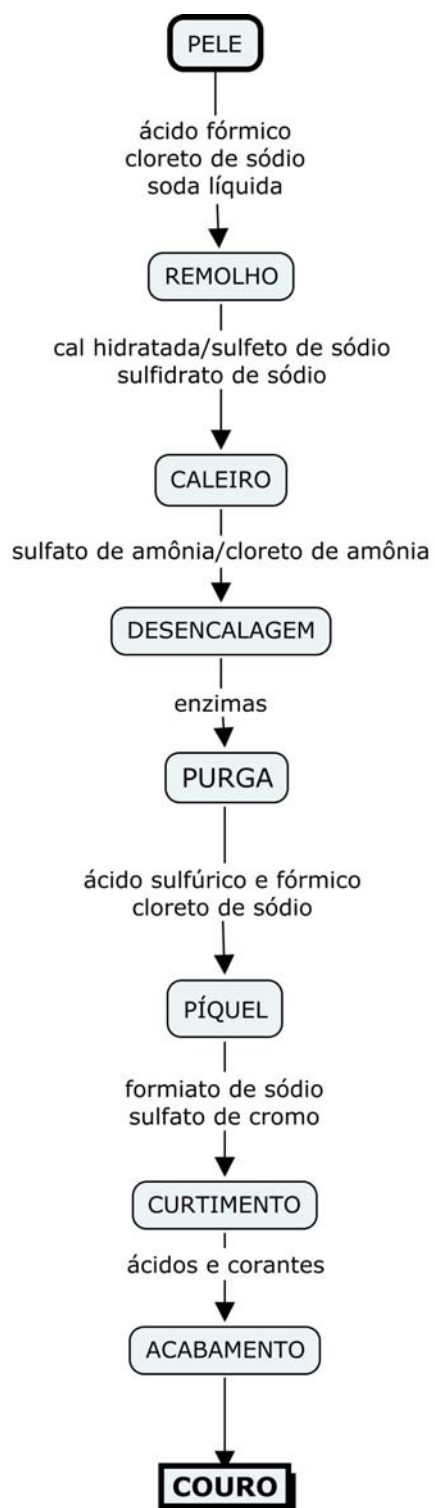 PELE
ácido fórmico
cloreto de sódio
soda líquida
REMOLHO
cal hidratada/sulfeto de sódio
sulfidrato de sódio
CALEIRO
sulfato de amônia/cloreto de amônia
DESENCALAGEM
enzimas
PURGA
ácido sulfúrico e fórmico
cloreto de sódio
PÍQUEL
formiato de sódio
sulfato de cromo
CURTIMENTO
ácidos e corantes
ACABAMENTO
COURO